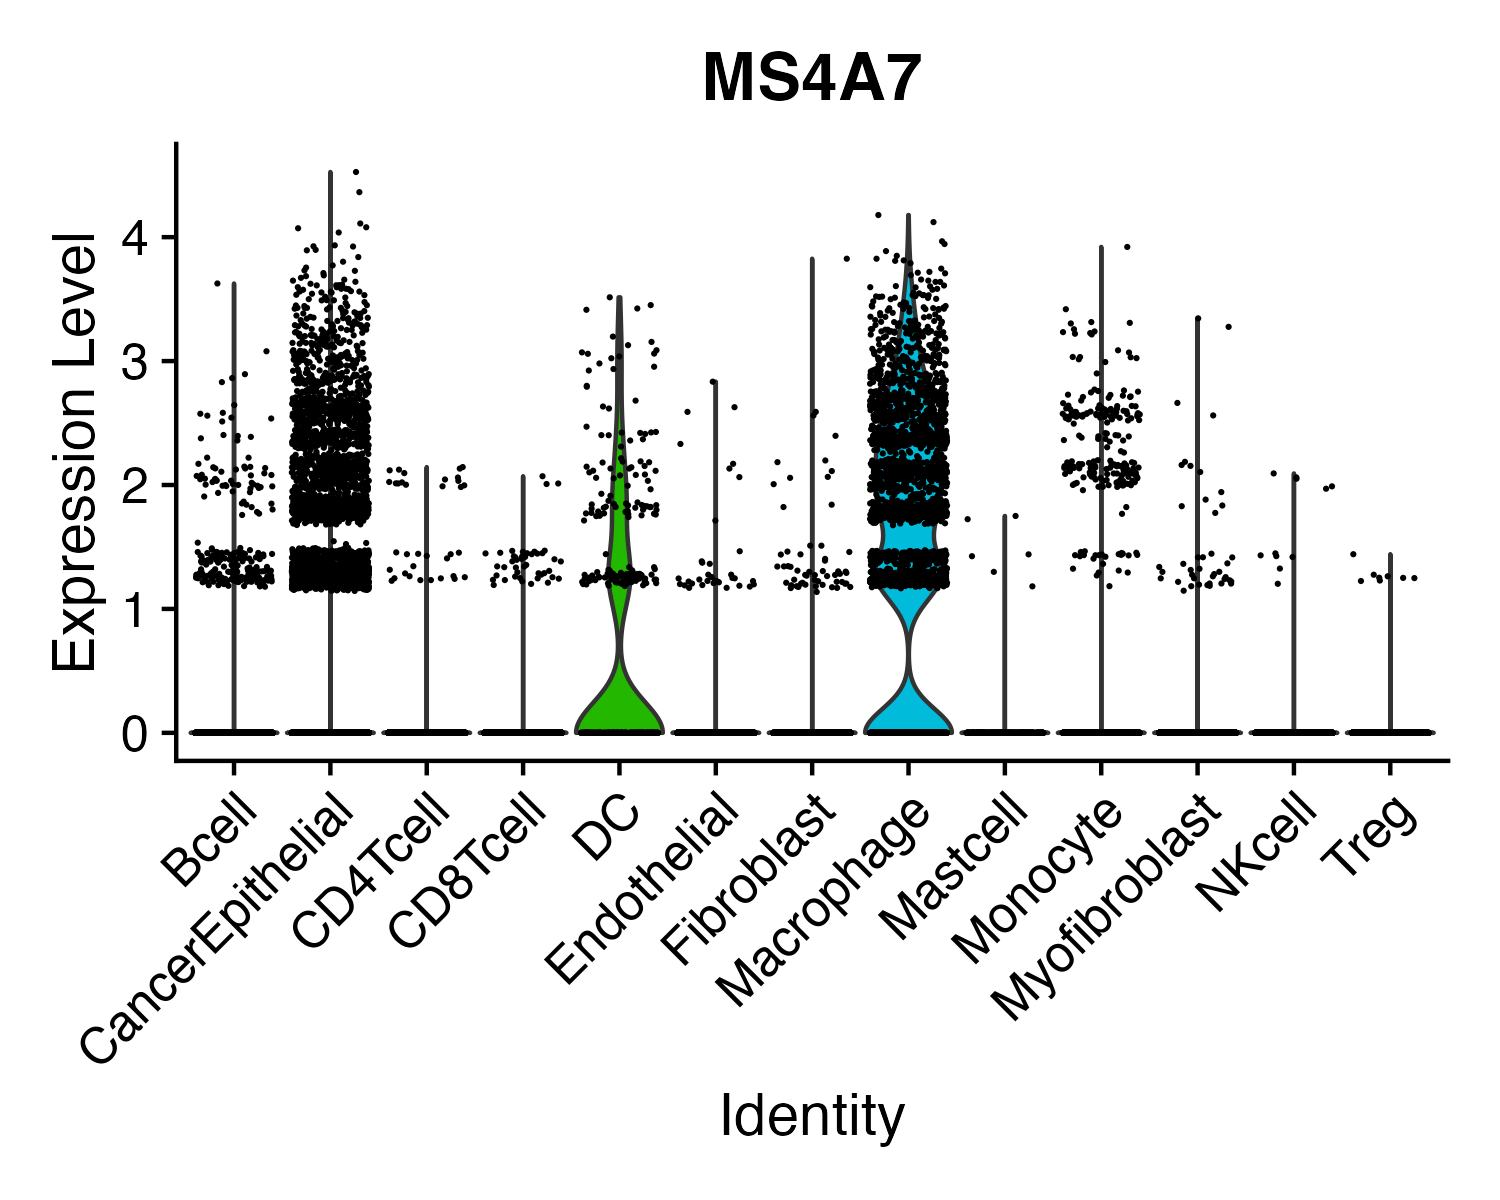 MS4A7
Expression Level
4
3
2
1
0
Bcell
CancerEpithelial
CD4Tcell
CD8Tcell
DC
Endothelial
Fibroblast
Macrophage
Mastcell
Monocyte
Myofibroblast
NKcell
Treg
Identity